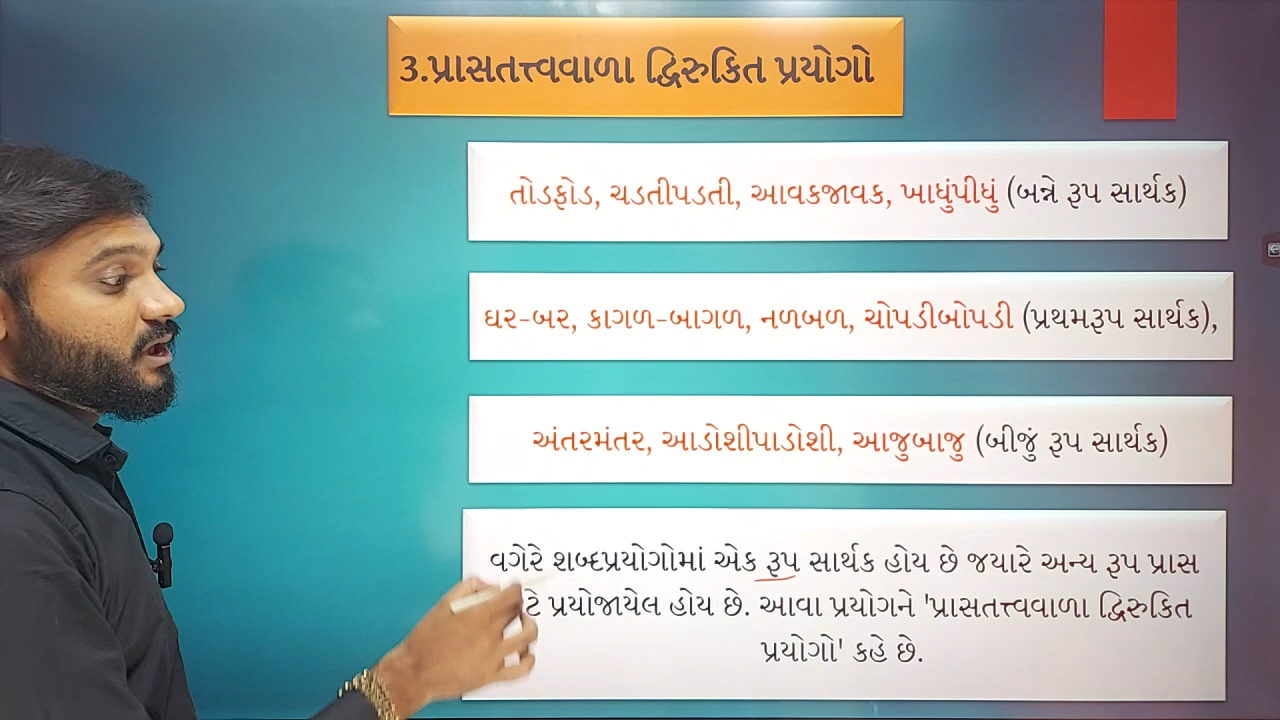 3.પ્રાસતત્ત્વવાળા દ્વિરુકિત પ્રયોગો
તોડફોડ, ચડતીપડતી, આવકજાવક, ખાધુંપીધું (બન્ને રૂપ સાર્થક)
ઘર-બર, કાગળ-બાગળ, નળબળ, ચોપડીબોપડી (પ્રથમરૂપ સાર્થક),
અંતરમંતર, આડોશીપાડોશી, આજુબાજુ (બીજું રૂપ સાર્થક)
વગેરે શબ્દપ્રયોગોમાં એક રૂપ સાર્થક હોય છે જયારે અન્ય રૂપ પ્રાસ
પ્રયોજાયેલ હોય છે. આવા પ્રયોગને 'પ્રાસતત્ત્વવાળા દ્વિરુકિત
પ્રયોગો' કહે છે.